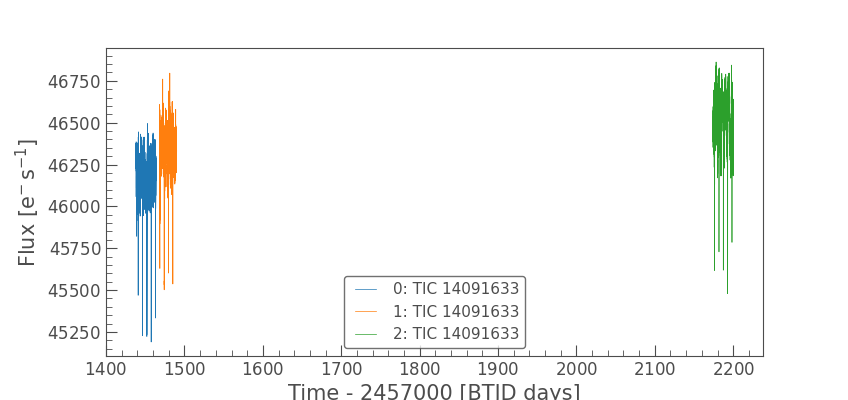 46750
46500
46250
46000
45750
45500
45250
Flux [e⁻ s⁻¹]
0: TIC 14091633
1: TIC 14091633
2: TIC 14091633
1400 1500 1600 1700 1800 1900 2000 2100 2200
Time - 2457000 [BTJD days]